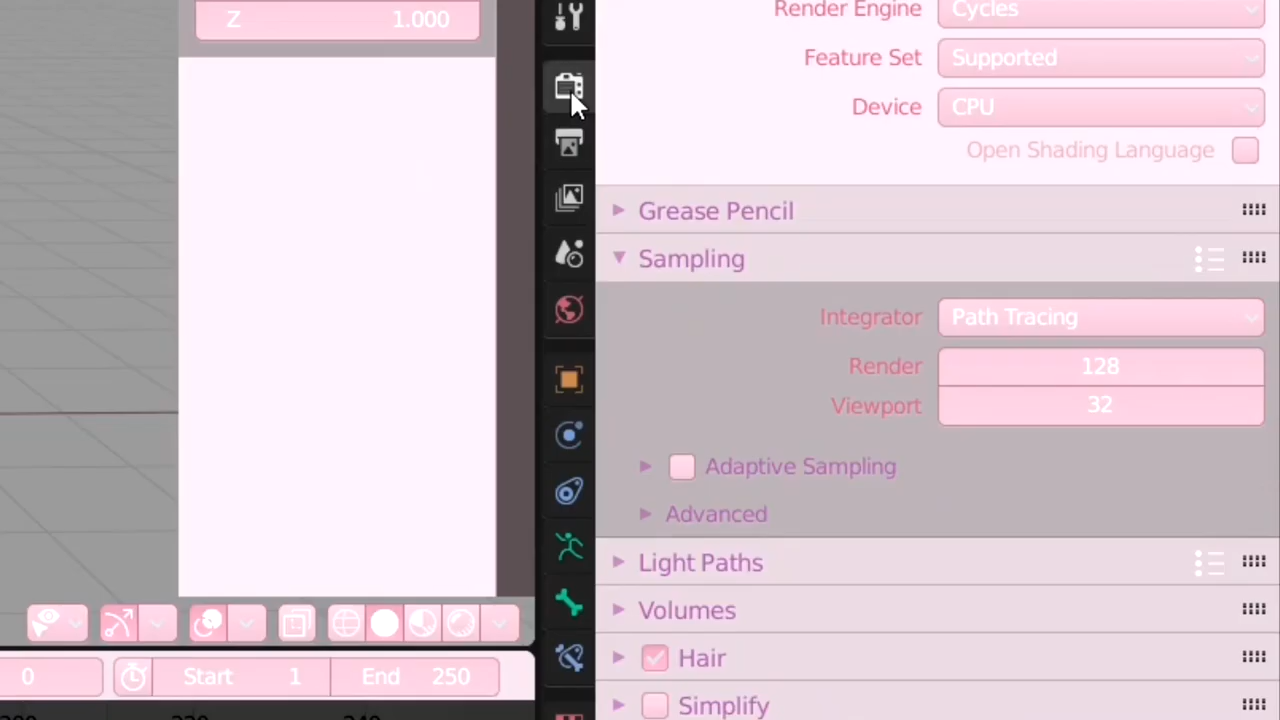 Z 1.000
Render Engine Cycles
Feature Set Supported
Device CPU
Open Shading Language
Grease Pencil
Sampling
Integrator Path Tracing
Render 128
Viewport 32
Adaptive Sampling
Advanced
Light Paths
Volumes
Hair
Simplify
0 Start 1 End 250